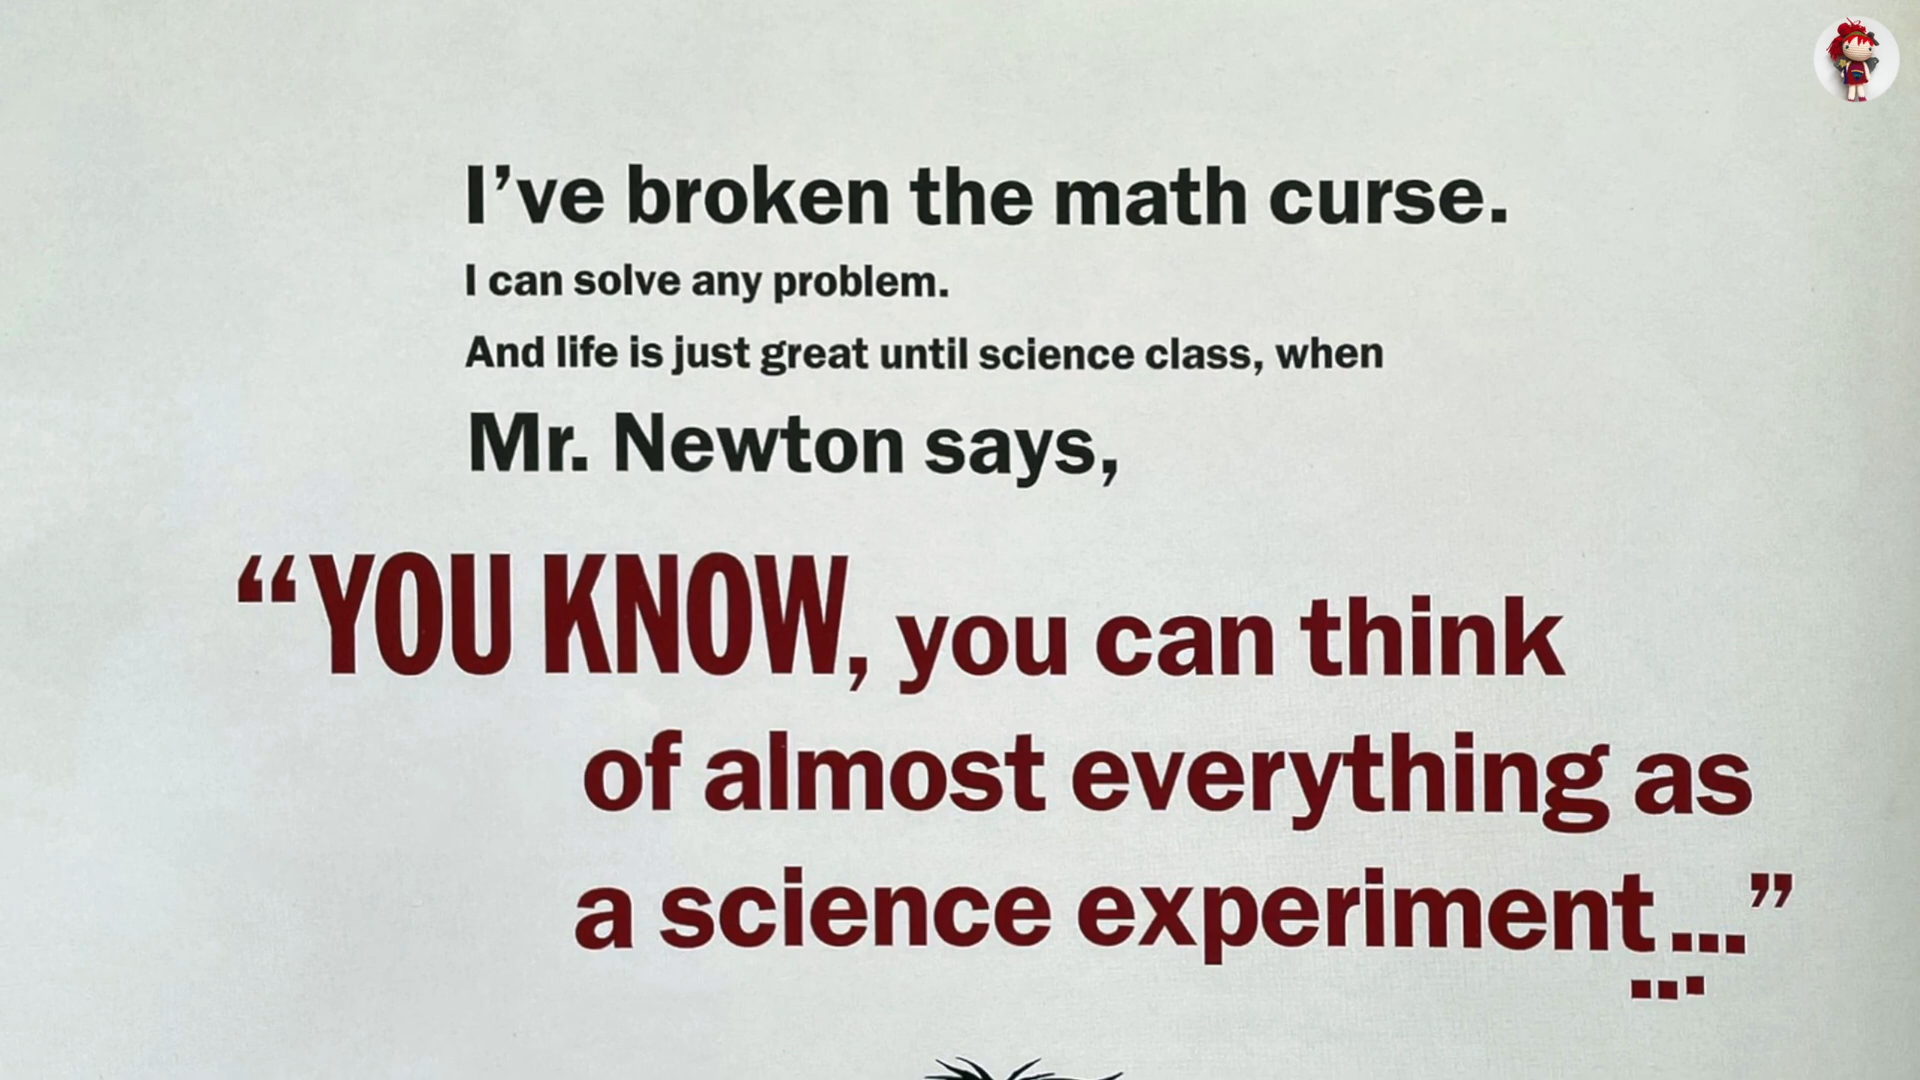 I’ve broken the math curse.
I can solve any problem.
And life is just great until science class, when
Mr. Newton says,
“YOU KNOW, you can think
of almost everything as
a science experiment...”
...